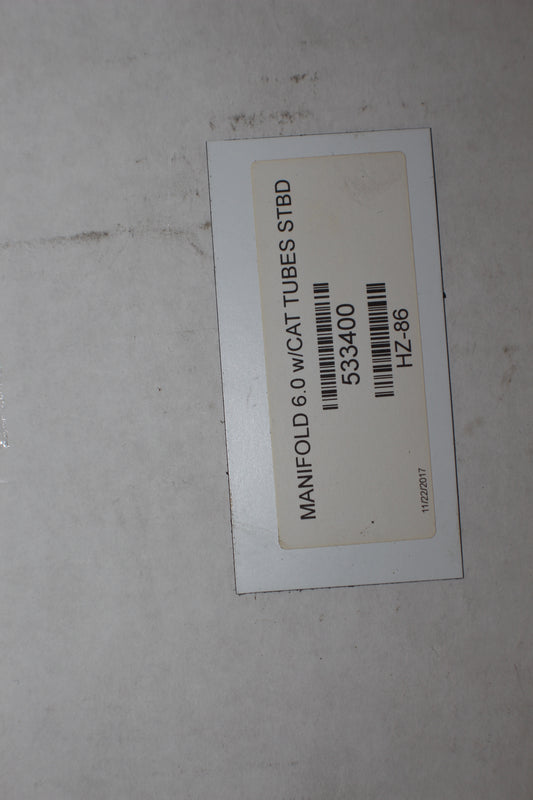 MANIFOLD 6.0 w/CAT TUBES STBD
533400
HZ-86
11/22/2017